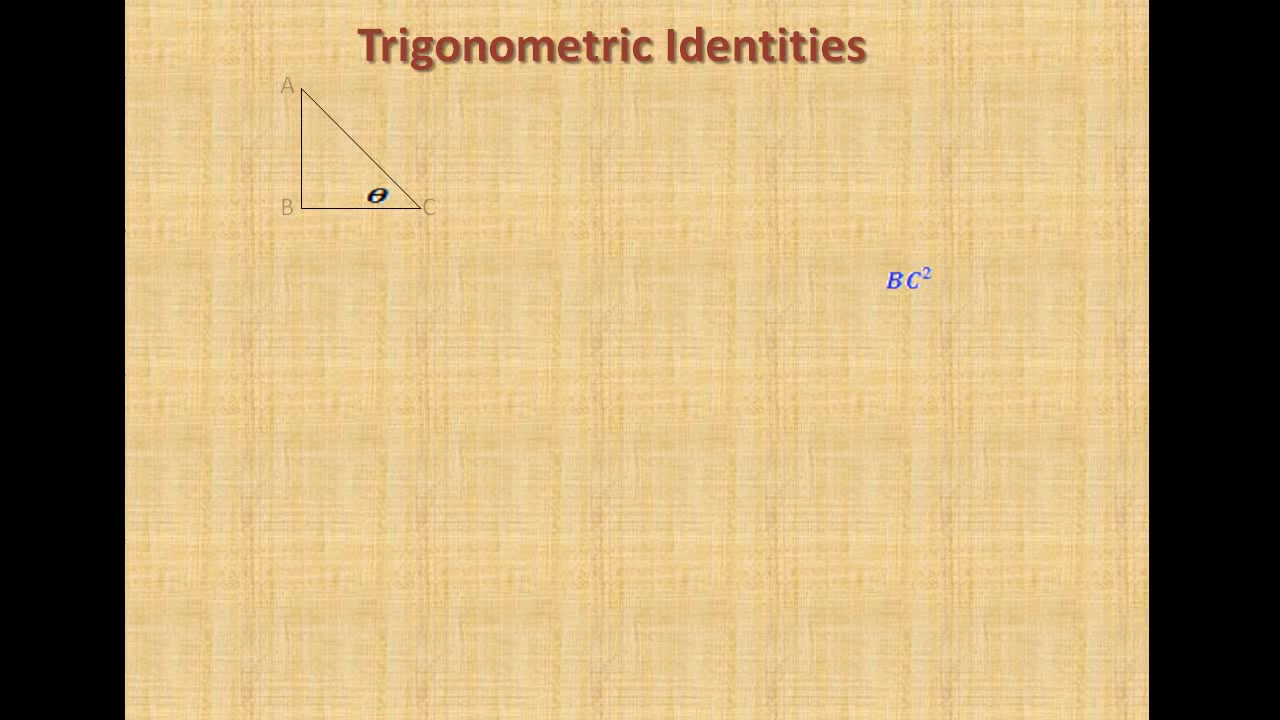 Trigonometric Identities
A
θ
B C
BC²